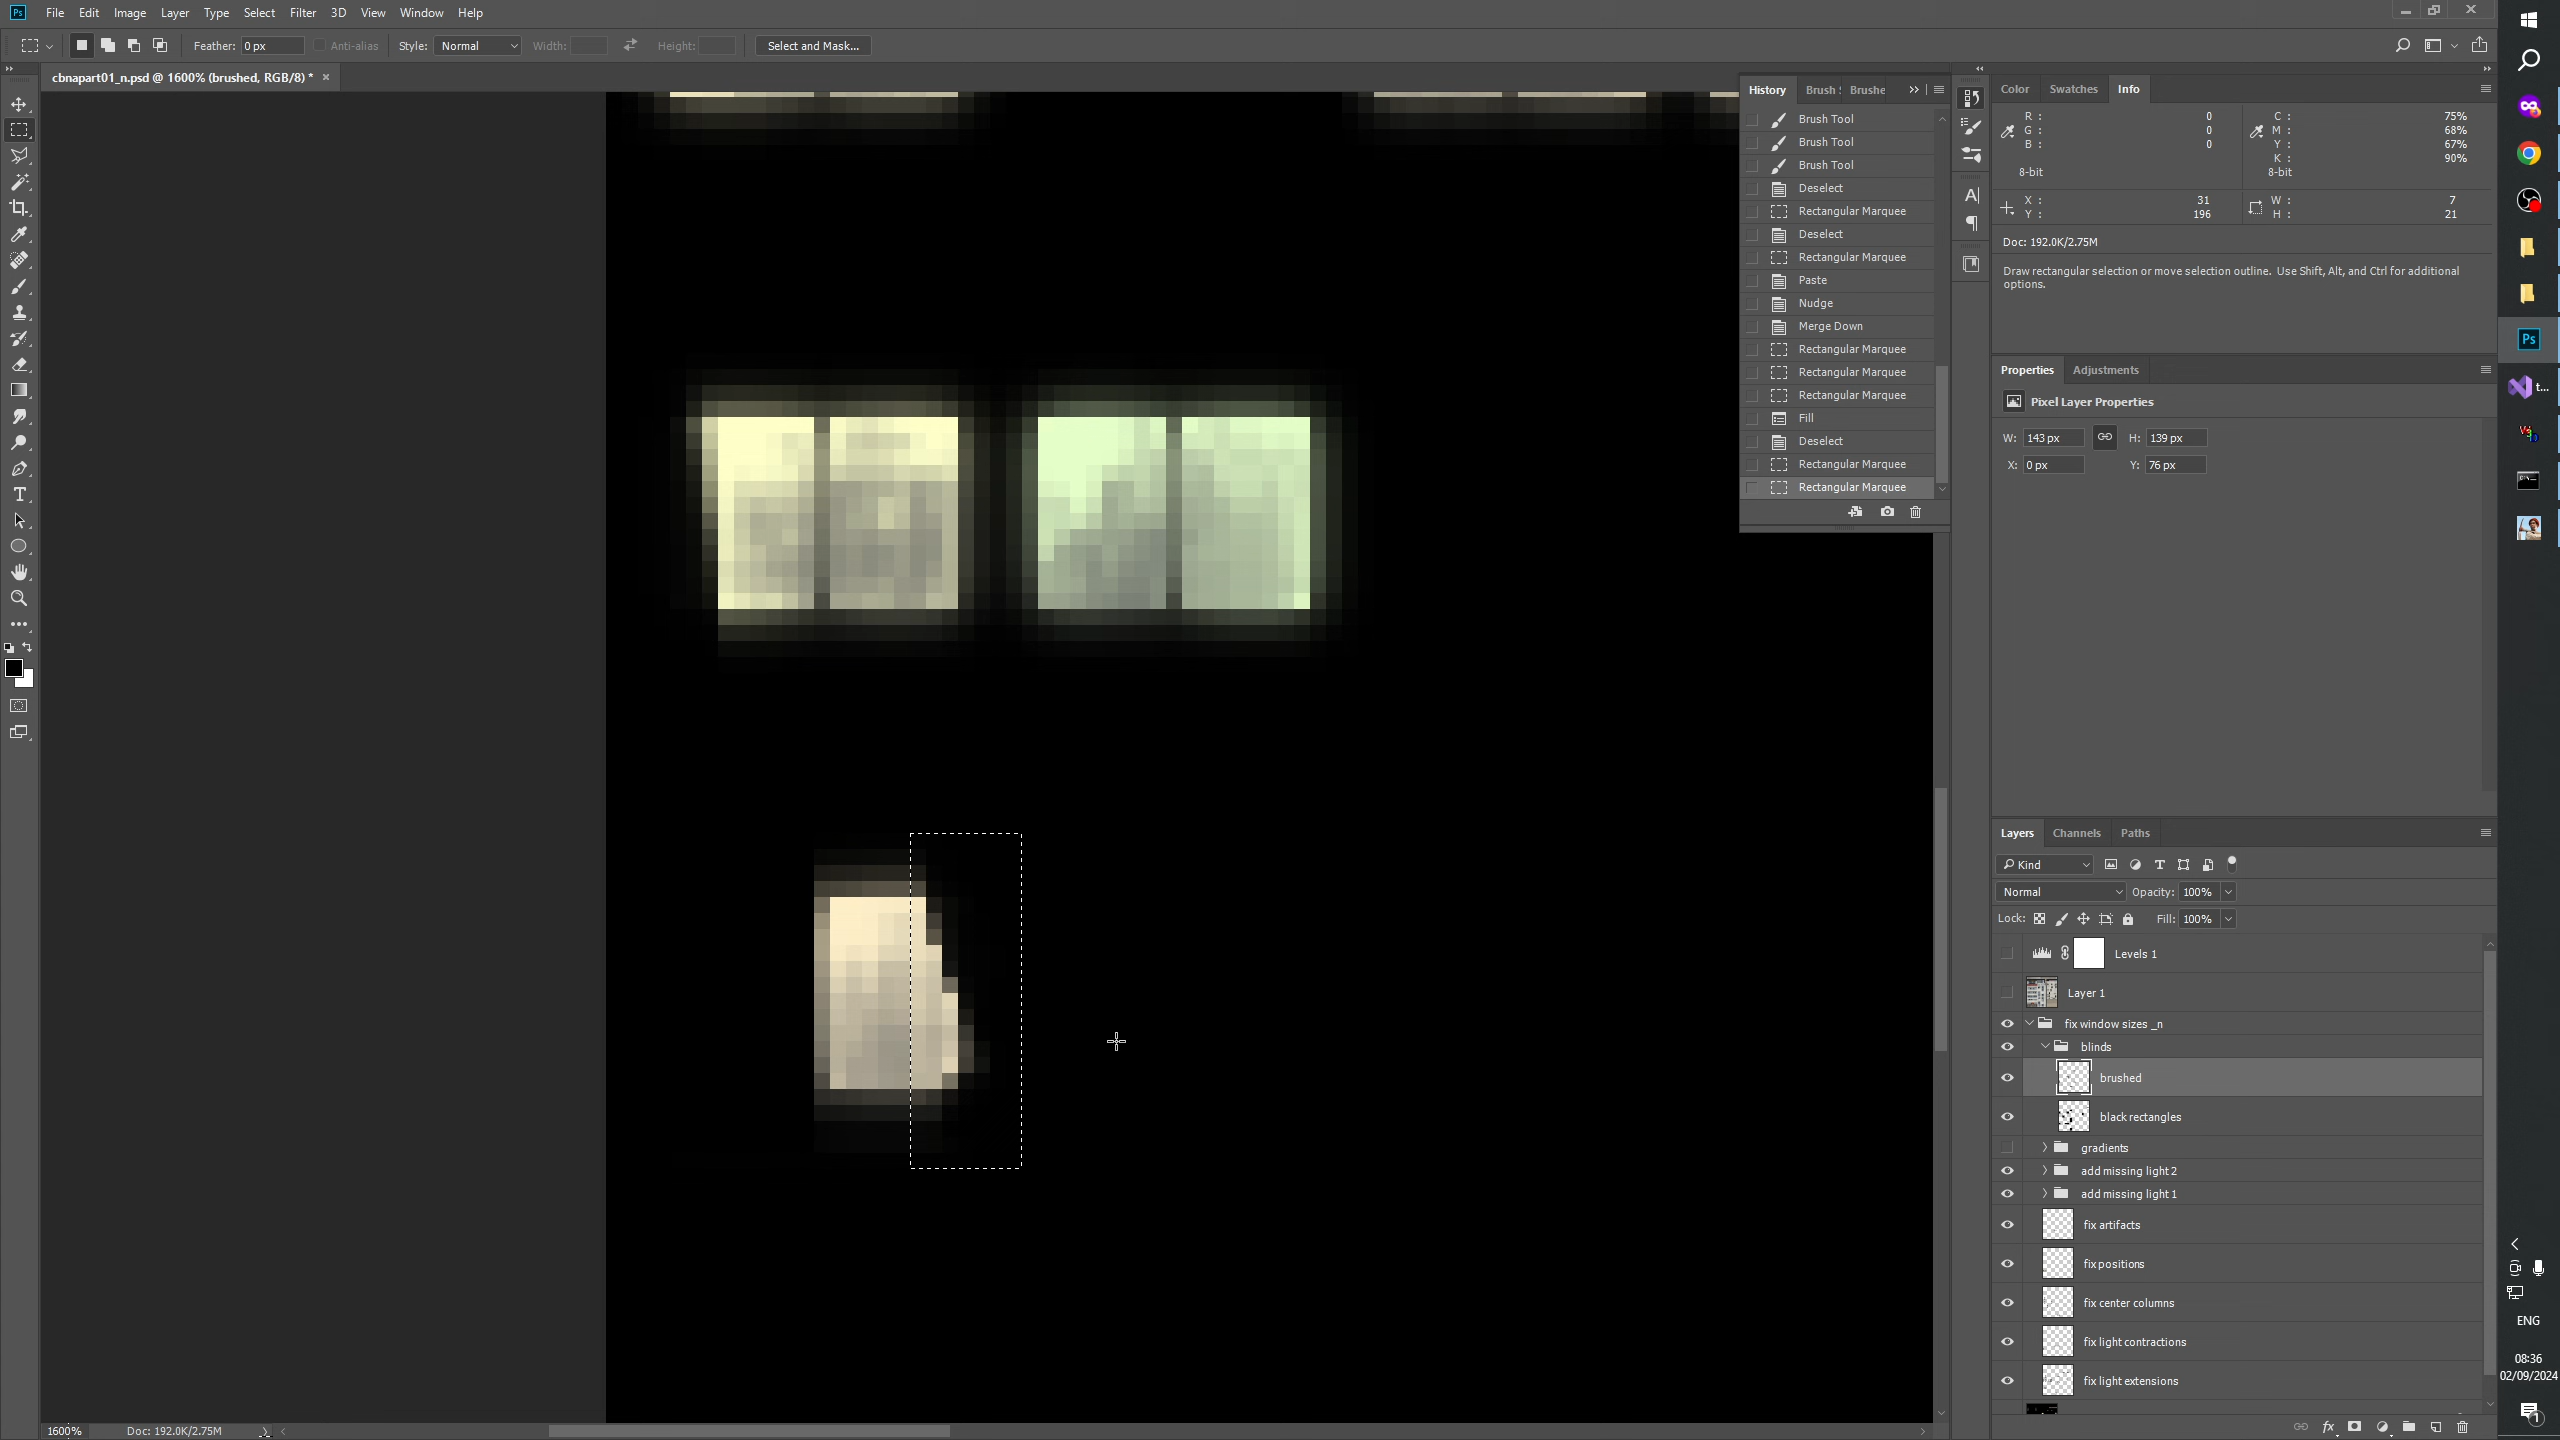 File Edit Image Layer Type Select Filter 3D View Window Help
Feather: 0 px Anti-alias Style: Normal Width: Height: Select and Mask...
cbnapart01_n.psd @ 1600% (brushed, RGB/8) *
History Brush Brushe
Brush Tool
Brush Tool
Brush Tool
Deselect
Rectangular Marquee
Deselect
Rectangular Marquee
Paste
Nudge
Merge Down
Rectangular Marquee
Rectangular Marquee
Rectangular Marquee
Fill
Deselect
Rectangular Marquee
Rectangular Marquee
Color Swatches Info
R : 0 C : 75%
G : 0 M : 68%
B : 0 Y : 67%
K : 90%
8-bit 8-bit
X : 31 W : 7
Y : 196 H : 21
Doc: 192.0K/2.75M
Draw rectangular selection or move selection outline. Use Shift, Alt, and Ctrl for additional
options.
Properties Adjustments
Pixel Layer Properties
W: 143 px H: 139 px
X: 0 px Y: 76 px
Layers Channels Paths
Kind
Normal Opacity: 100%
Lock: Fill: 100%
Levels 1
Layer 1
fix window sizes _n
blinds
brushed
black rectangles
gradients
add missing light 2
add missing light 1
fix artifacts
fix positions
fix center columns
fix light contractions
fix light extensions
1600% Doc: 192.0K/2.75M
Ps
Ps
t...
ENG
08:36
02/09/2024
1